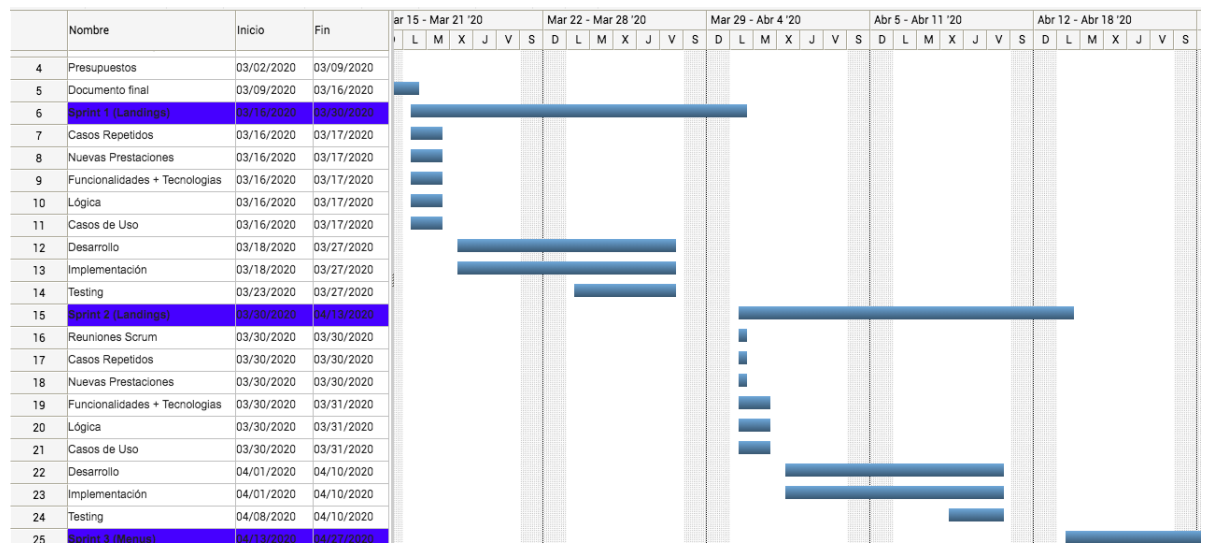 Nombre Inicio Fin ar 15 - Mar 21 '20 Mar 22 - Mar 28 '20 Mar 29 - Abr 4 '20 Abr 5 - Abr 11 '20 Abr 12 - Abr 18 '20
L M X J V S D L M X J V S D L M X J V S D L M X J V S D L M X J V S
4 Presupuestos 03/02/2020 03/09/2020
5 Documento final 03/09/2020 03/16/2020
6 Sprint 1 (Landings) 03/16/2020 03/30/2020
7 Casos Repetidos 03/16/2020 03/17/2020
8 Nuevas Prestaciones 03/16/2020 03/17/2020
9 Funcionalidades + Tecnologias 03/16/2020 03/17/2020
10 Lógica 03/16/2020 03/17/2020
11 Casos de Uso 03/16/2020 03/17/2020
12 Desarrollo 03/18/2020 03/27/2020
13 Implementación 03/18/2020 03/27/2020
14 Testing 03/23/2020 03/27/2020
15 Sprint 2 (Landings) 03/30/2020 04/13/2020
16 Reuniones Scrum 03/30/2020 03/30/2020
17 Casos Repetidos 03/30/2020 03/30/2020
18 Nuevas Prestaciones 03/30/2020 03/30/2020
19 Funcionalidades + Tecnologias 03/30/2020 03/31/2020
20 Lógica 03/30/2020 03/31/2020
21 Casos de Uso 03/30/2020 03/31/2020
22 Desarrollo 04/01/2020 04/10/2020
23 Implementación 04/01/2020 04/10/2020
24 Testing 04/08/2020 04/10/2020
25 Sprint 3 (Menus) 04/13/2020 04/27/2020